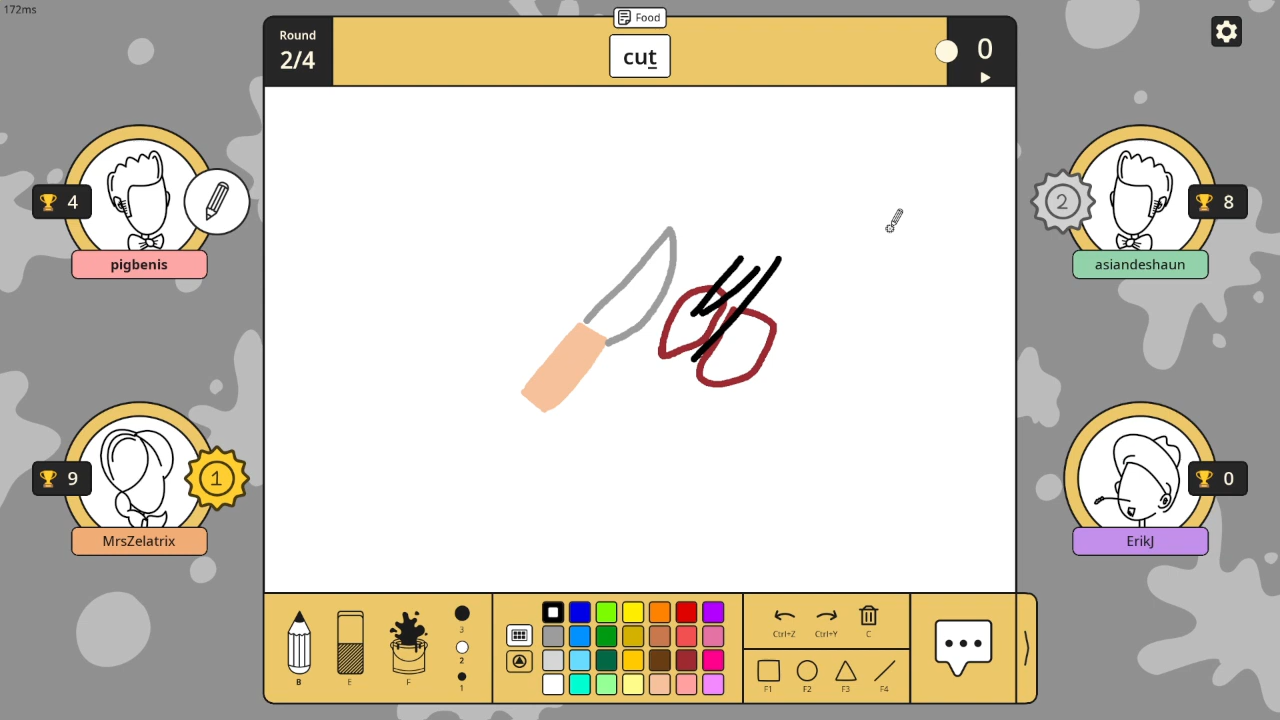 172ms
Food
Round
2/4
cut
0
4
2
8
pigbenis
asiandeshaun
9
1
0
MrsZelatrix
ErikJ
3
2
1
B
E
F
Ctrl+Z
Ctrl+Y
C
F1
F2
F3
F4